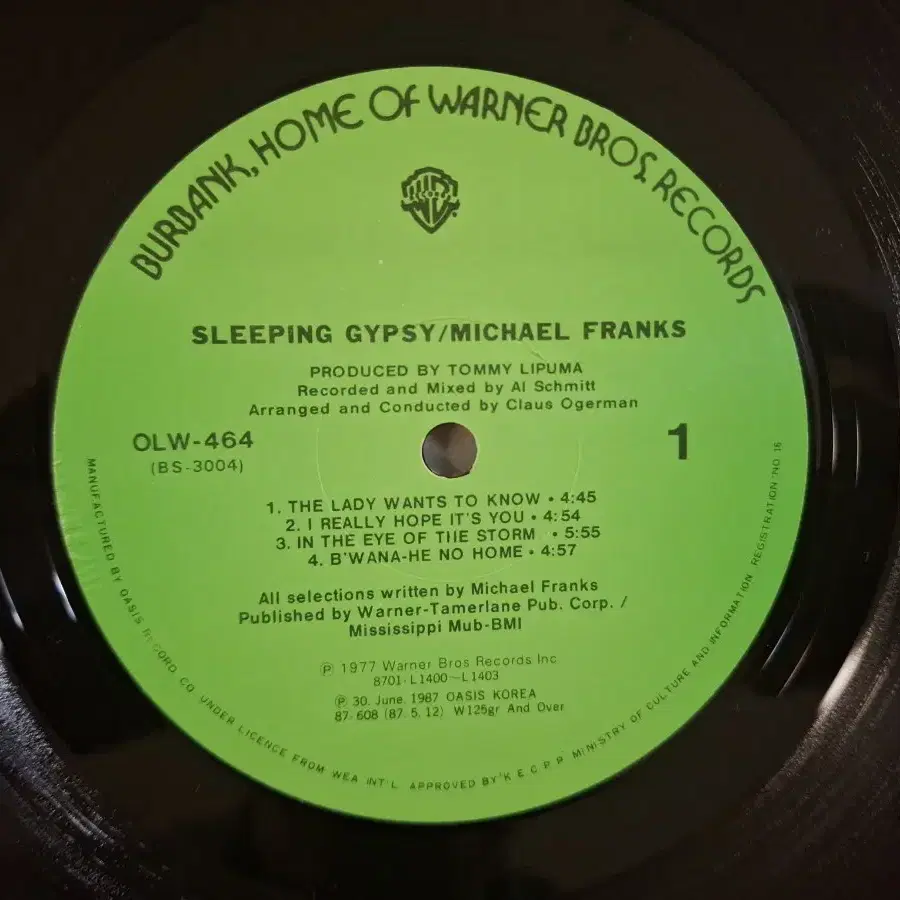 BURBANK, HOME OF WARNER BROS. RECORDS
RECORDS
SLEEPING GYPSY/MICHAEL FRANKS
PRODUCED BY TOMMY LIPUMA
Recorded and Mixed by Al Schmitt
Arranged and Conducted by Claus Ogerman
OLW-464
(BS-3004)
1
1. THE LADY WANTS TO KNOW • 4:45
2. I REALLY HOPE IT'S YOU • 4:54
3. IN THE EYE OF THE STORM • 5:55
4. B'WANA-HE NO HOME • 4:57
All selections written by Michael Franks
Published by Warner-Tamerlane Pub. Corp. /
Mississippi Mub-BMI
Ⓟ 1977 Warner Bros Records Inc
8701·L1400~L1403
Ⓟ 30. June. 1987 OASIS KOREA
87-608 (87. 5. 12) W125gr And Over
MANUFACTURED BY OASIS RECORD CO. UNDER LICENCE FROM WEA INT'L. APPROVED BY K.E.C.P.P. MINISTRY OF CULTURE AND INFORMATION REGISTRATION NO. 16